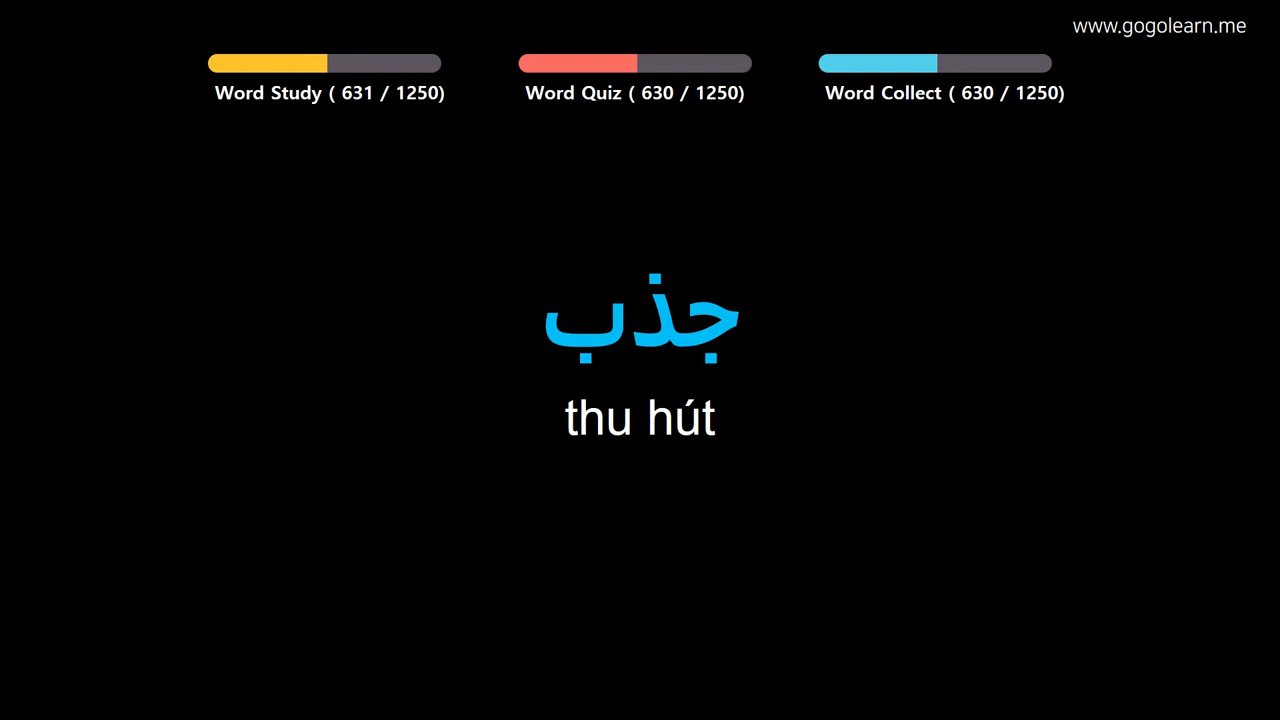 www.gogolearn.me
Word Study ( 631 / 1250)
Word Quiz ( 630 / 1250)
Word Collect ( 630 / 1250)
جذب
thu hút